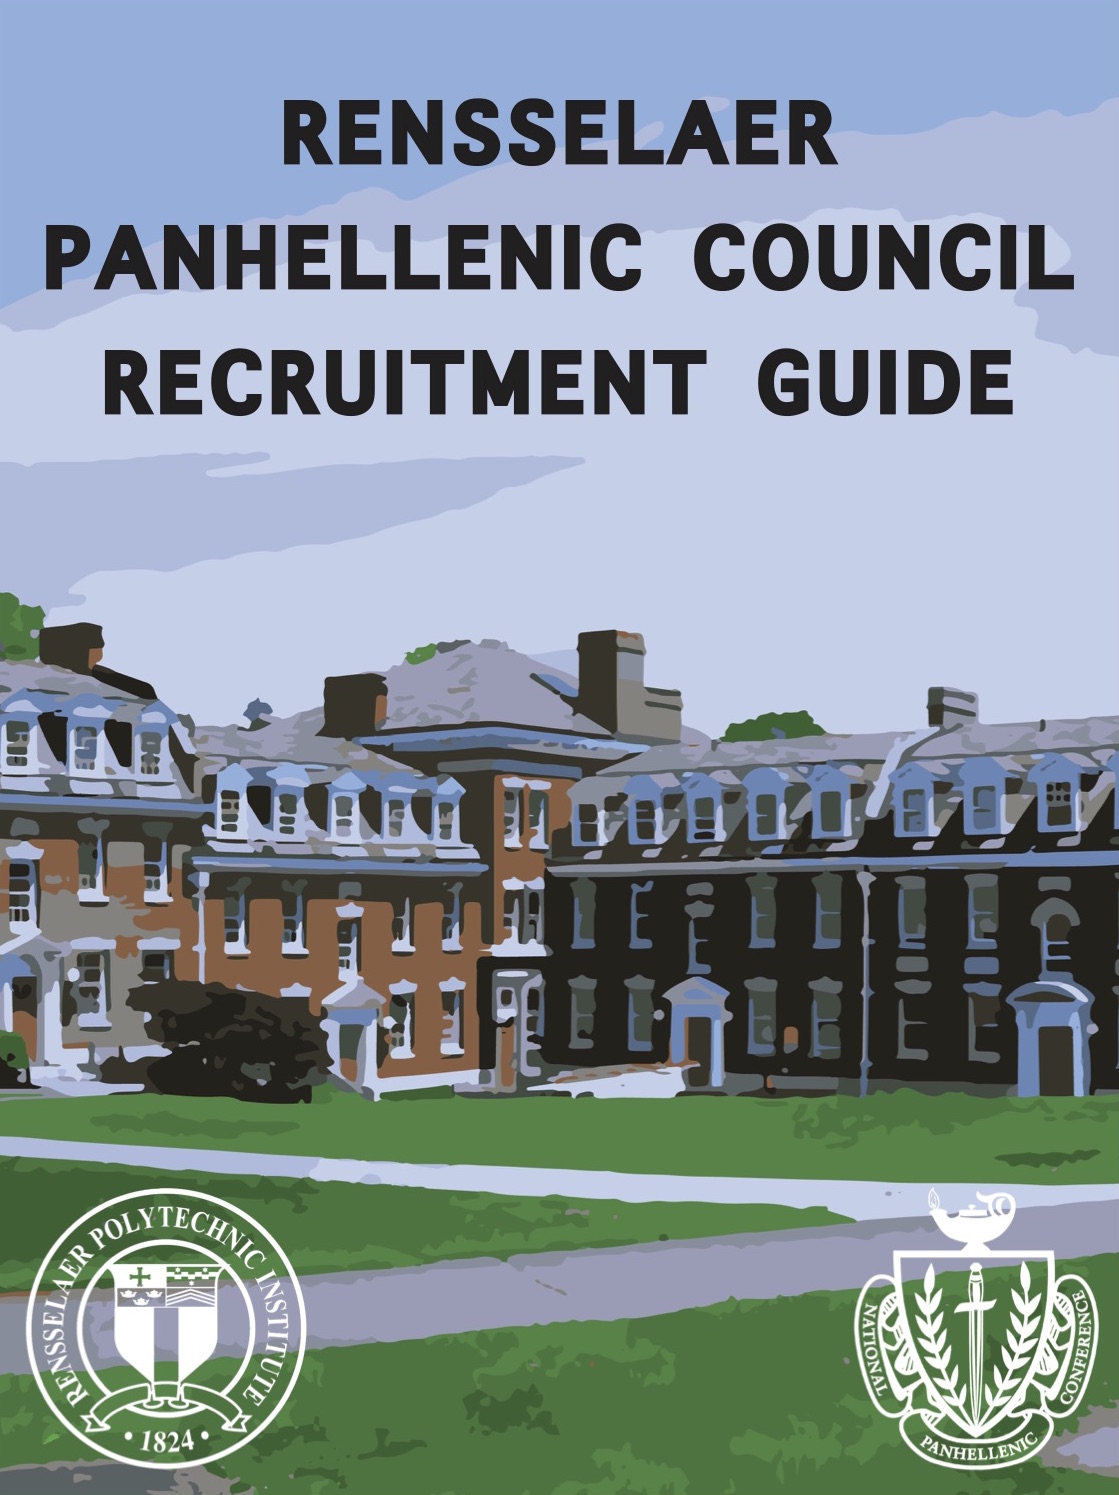 RENSSELAER
PANHELLENIC COUNCIL
RECRUITMENT GUIDE
RENSSELAER POLYTECHNIC INSTITUTE
• 1824 •
NATIONAL
PANHELLENIC
CONFERENCE